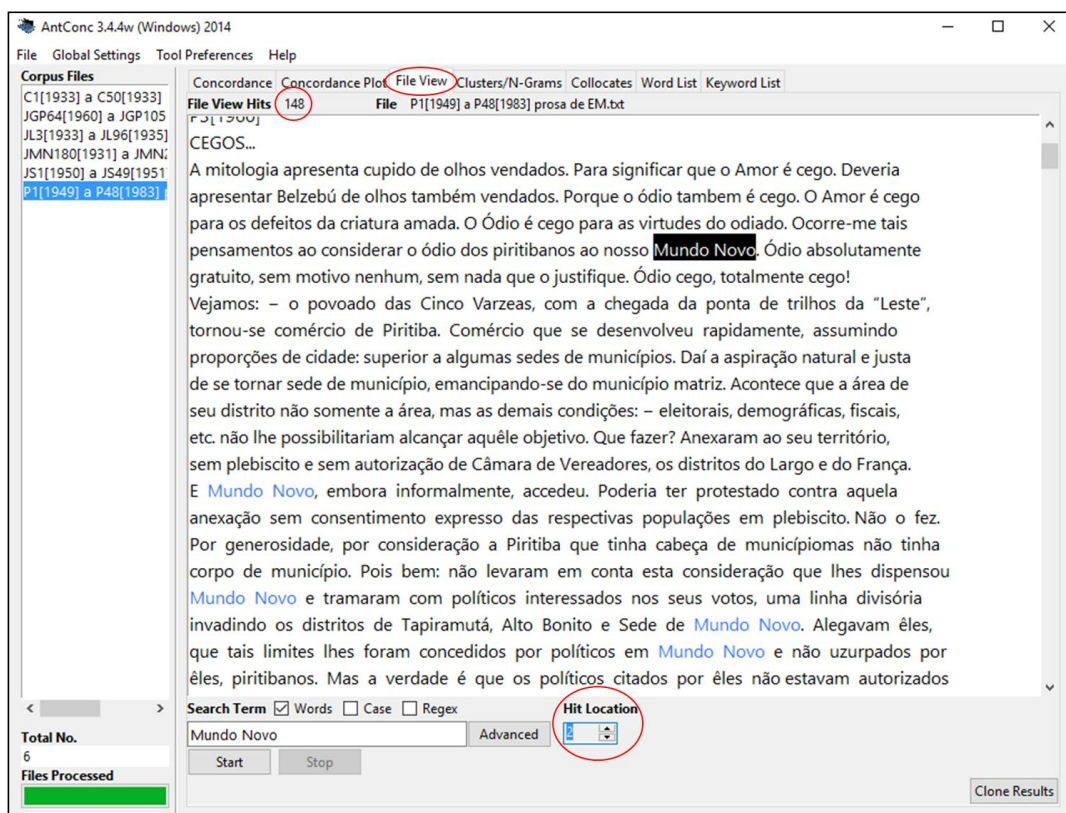 AntConc 3.4.4w (Windows) 2014
File Global Settings Tool Preferences Help
Corpus Files
C1[1933] a C50[1933]
JGP64[1960] a JGP105
JL3[1933] a JL96[1935]
JMN180[1931] a JMN2
JS1[1950] a JS49[1951]
P1[1949] a P48[1983] p
Concordance Concordance Plot File View Clusters/N-Grams Collocates Word List Keyword List
File View Hits 148 File P1[1949] a P48[1983] prosa de EM.txt
P3[1960]
CEGOS...
A mitologia apresenta cupido de olhos vendados. Para significar que o Amor é cego. Deveria
apresentar Belzebú de olhos também vendados. Porque o ódio tambem é cego. O Amor é cego
para os defeitos da criatura amada. O Ódio é cego para as virtudes do odiado. Ocorre-me tais
pensamentos ao considerar o ódio dos piritibanos ao nosso Mundo Novo. Ódio absolutamente
gratuito, sem motivo nenhum, sem nada que o justifique. Ódio cego, totalmente cego!
Vejamos: – o povoado das Cinco Varzeas, com a chegada da ponta de trilhos da “Leste”,
tornou-se comércio de Piritiba. Comércio que se desenvolveu rapidamente, assumindo
proporções de cidade: superior a algumas sedes de municípios. Daí a aspiração natural e justa
de se tornar sede de município, emancipando-se do município matriz. Acontece que a área de
seu distrito não somente a área, mas as demais condições: – eleitorais, demográficas, fiscais,
etc. não lhe possibilitariam alcançar aquêle objetivo. Que fazer? Anexaram ao seu território,
sem plebiscito e sem autorização de Câmara de Vereadores, os distritos do Largo e do França.
E Mundo Novo, embora informalmente, accedeu. Poderia ter protestado contra aquela
anexação sem consentimento expresso das respectivas populações em plebiscito. Não o fez.
Por generosidade, por consideração a Piritiba que tinha cabeça de municípiomas não tinha
corpo de município. Pois bem: não levaram em conta esta consideração que lhes dispensou
Mundo Novo e tramaram com políticos interessados nos seus votos, uma linha divisória
invadindo os distritos de Tapiramutá, Alto Bonito e Sede de Mundo Novo. Alegavam êles,
que tais limites lhes foram concedidos por políticos em Mundo Novo e não uzurpados por
êles, piritibanos. Mas a verdade é que os políticos citados por êles não estavam autorizados
Search Term Words Case Regex Hit Location
Mundo Novo Advanced 2
Start Stop
Total No.
6
Files Processed
Clone Results